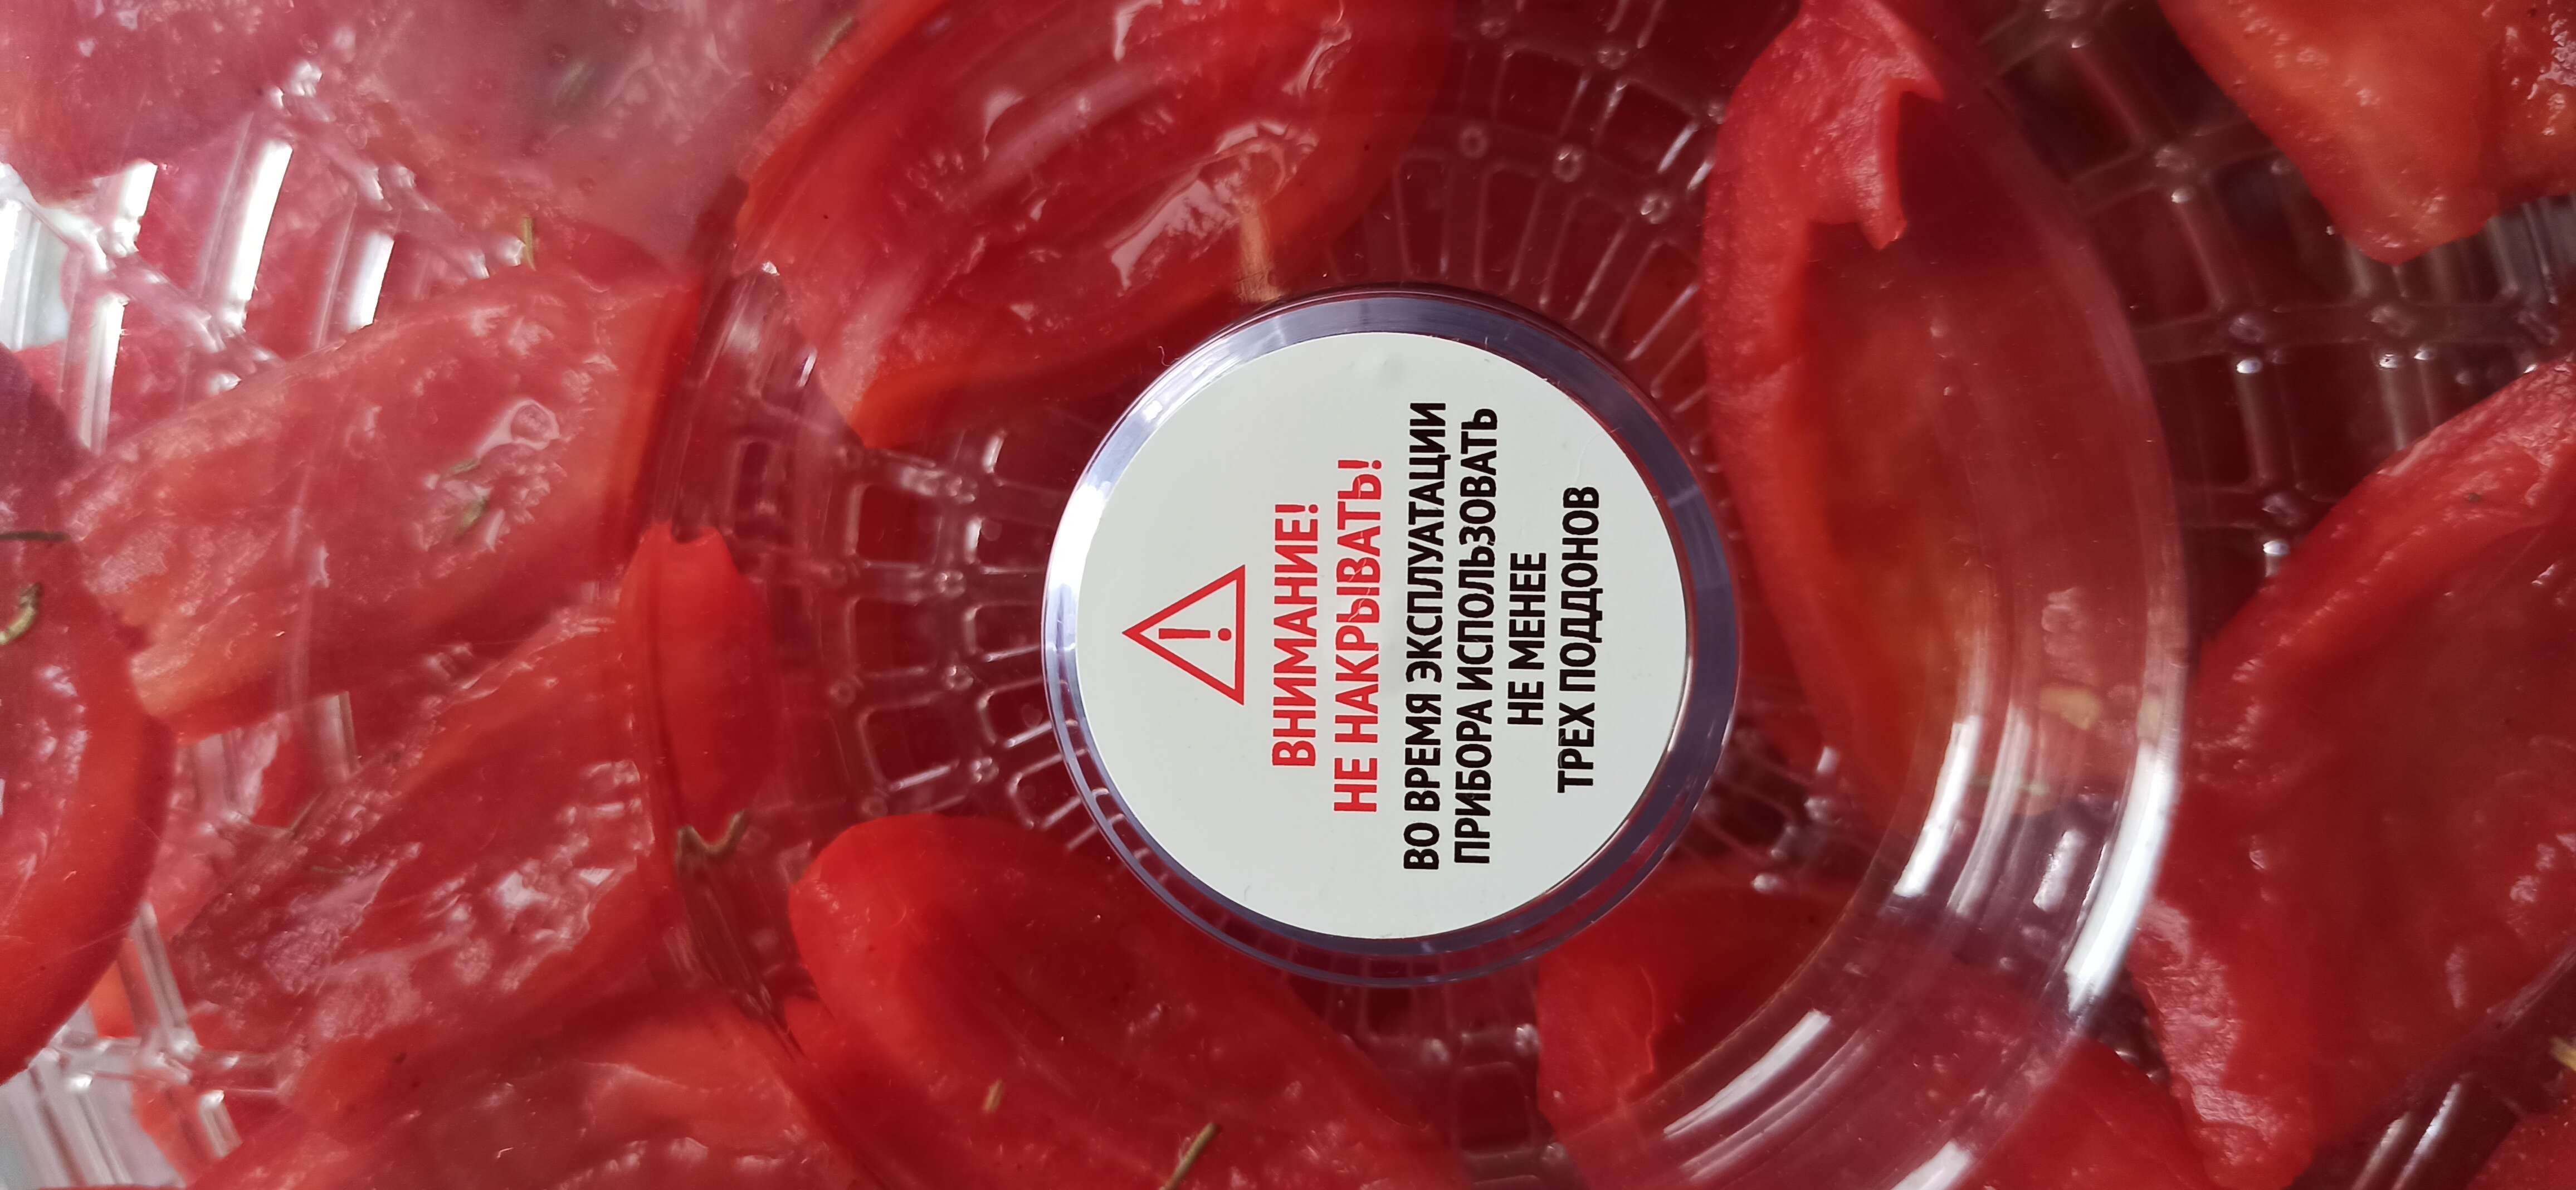 ВНИМАНИЕ!
НЕ НАКРЫВАТЬ!
ВО ВРЕМЯ ЭКСПЛУАТАЦИИ
ПРИБОРА ИСПОЛЬЗОВАТЬ
НЕ МЕНЕЕ
ТРЕХ ПОДДОНОВ